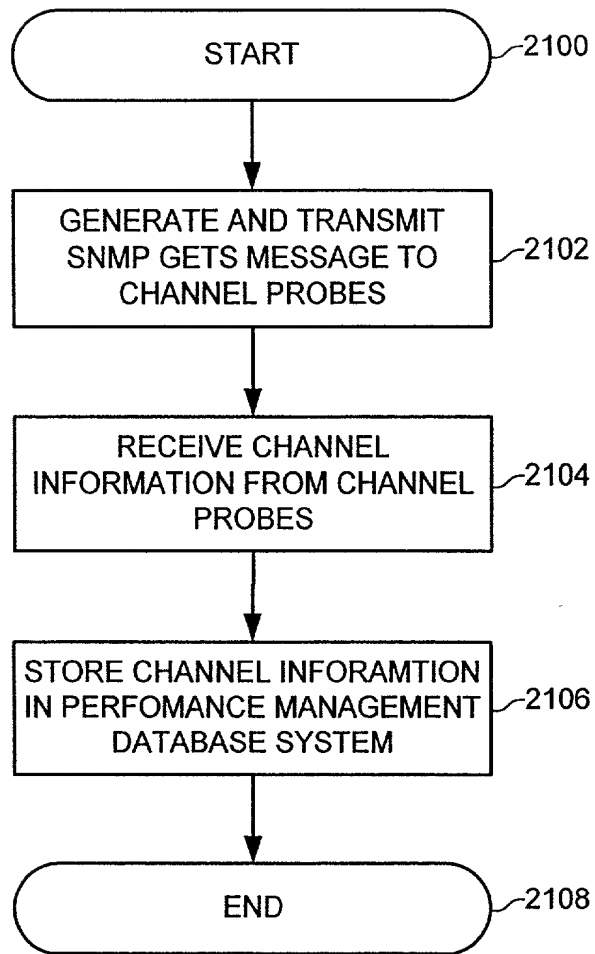 START
2100
GENERATE AND TRANSMIT
SNMP GETS MESSAGE TO
CHANNEL PROBES
2102
RECEIVE CHANNEL
INFORMATION FROM CHANNEL
PROBES
2104
STORE CHANNEL INFORAMTION
IN PERFOMANCE MANAGEMENT
DATABASE SYSTEM
2106
END
2108